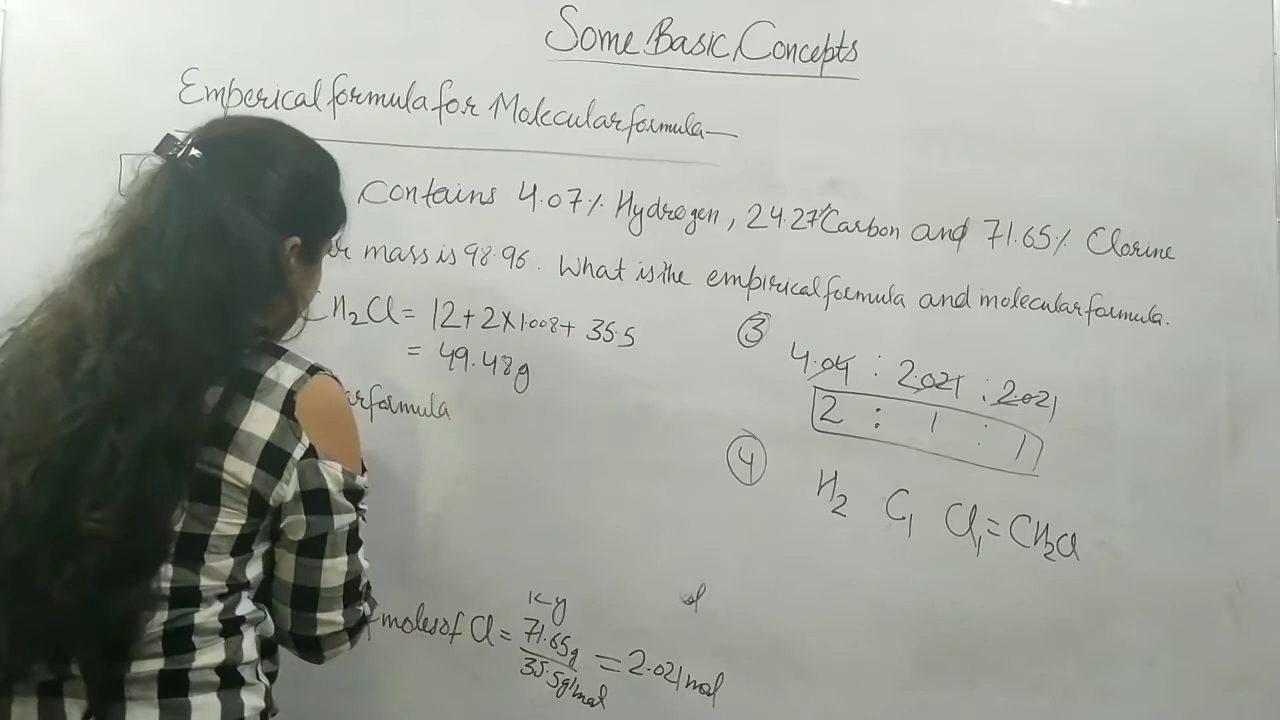 Some Basic Concepts
Emperical formula for Molecular formula—
Contains 4.07% Hydrogen, 24.27% Carbon and 71.65% Clorine
mass is 98.96. What is the empirical formula and molecular formula.
CH₂Cl = 12 + 2×1.008 + 35.5
= 49.48g
formula
③
4.04 : 2.021 : 2.021
2 : 1 : 1
④
H₂ C₁ Cl₁ = CH₂Cl
moles of Cl = 71.65g / 35.5g/mol = 2.021 mol